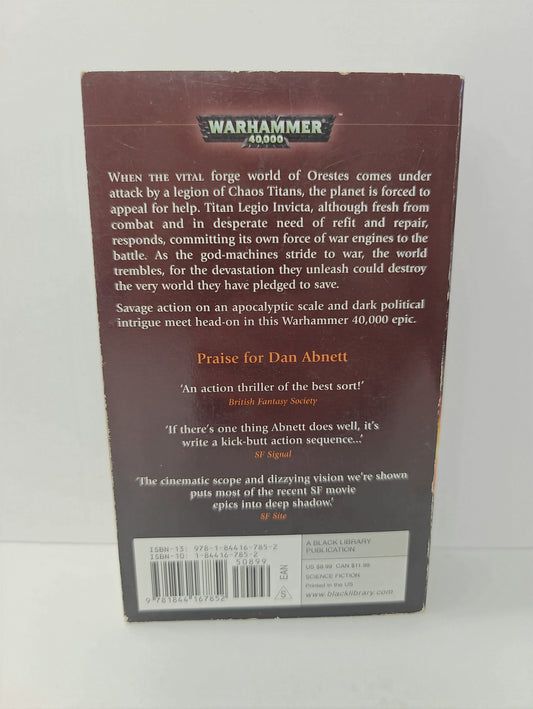 WARHAMMER
40,000
WHEN THE VITAL forge world of Orestes comes under
attack by a legion of Chaos Titans, the planet is forced to
appeal for help. Titan Legio Invicta, although fresh from
combat and in desperate need of refit and repair,
responds, committing its own force of war engines to the
battle. As the god-machines stride to war, the world
trembles, for the devastation they unleash could destroy
the very world they have pledged to save.
Savage action on an apocalyptic scale and dark political
intrigue meet head-on in this Warhammer 40,000 epic.
Praise for Dan Abnett
'An action thriller of the best sort!'
British Fantasy Society
'If there's one thing Abnett does well, it's
write a kick-butt action sequence...'
SF Signal
'The cinematic scope and dizzying vision we're shown
puts most of the recent SF movie
epics into deep shadow.'
SF Site
ISBN-13: 978-1-84416-785-2
ISBN-10: 1-84416-785-2
50899
9 781844 167852
S
EAN
A BLACK LIBRARY
PUBLICATION
US $8.99, CAN $11.99
SCIENCE FICTION
Printed in the US
www.blacklibrary.com